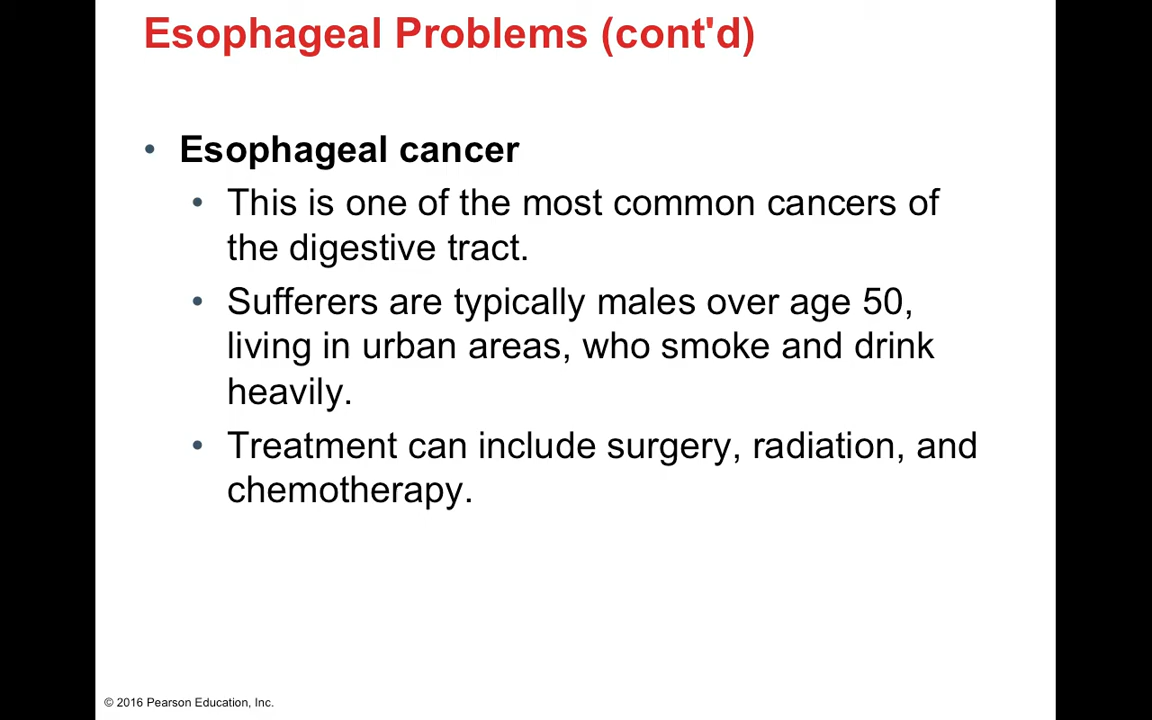 Esophageal Problems (cont'd)
• Esophageal cancer
• This is one of the most common cancers of
the digestive tract.
• Sufferers are typically males over age 50,
living in urban areas, who smoke and drink
heavily.
• Treatment can include surgery, radiation, and
chemotherapy.
© 2016 Pearson Education, Inc.